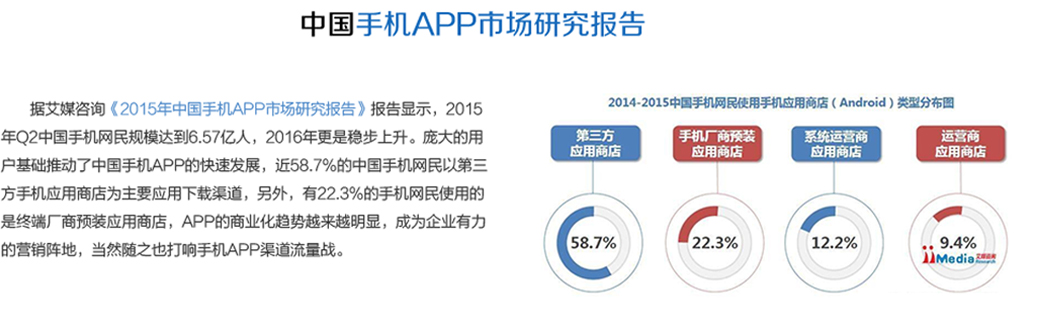 中国手机APP市场研究报告
据艾媒咨询《2015年中国手机APP市场研究报告》报告显示，2015
年Q2中国手机网民规模达到6.57亿人，2016年更是稳步上升。庞大的用
户基础推动了中国手机APP的快速发展，近58.7%的中国手机网民以第三
方手机应用商店为主要应用下载渠道，另外，有22.3%的手机网民使用的
是终端厂商预装应用商店，APP的商业化趋势越来越明显，成为企业有力
的营销阵地，当然随之也打响手机APP渠道流量战。
2014-2015中国手机网民使用手机应用商店（Android）类型分布图
第三方
应用商店
手机厂商预装
应用商店
系统运营商
应用商店
运营商
应用商店
58.7%
22.3%
12.2%
9.4%
iiMedia
艾媒咨询
Research